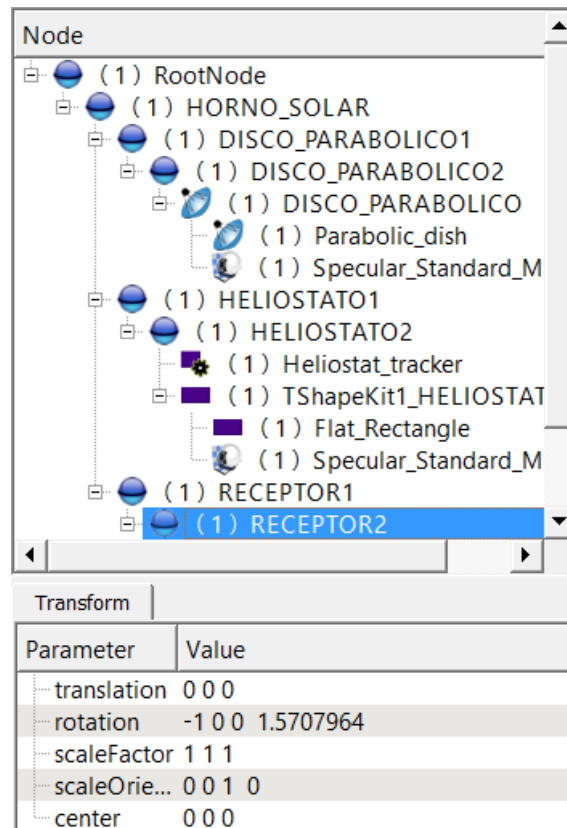 Node
(1) RootNode
(1) HORNO_SOLAR
(1) DISCO_PARABOLICO1
(1) DISCO_PARABOLICO2
(1) DISCO_PARABOLICO
(1) Parabolic_dish
(1) Specular_Standard_M
(1) HELIOSTATO1
(1) HELIOSTATO2
(1) Heliostat_tracker
(1) TShapeKit1_HELIOSTAT
(1) Flat_Rectangle
(1) Specular_Standard_M
(1) RECEPTOR1
(1) RECEPTOR2
Transform
Parameter Value
translation 0 0 0
rotation -1 0 0 1.5707964
scaleFactor 1 1 1
scaleOrie... 0 0 1 0
center 0 0 0